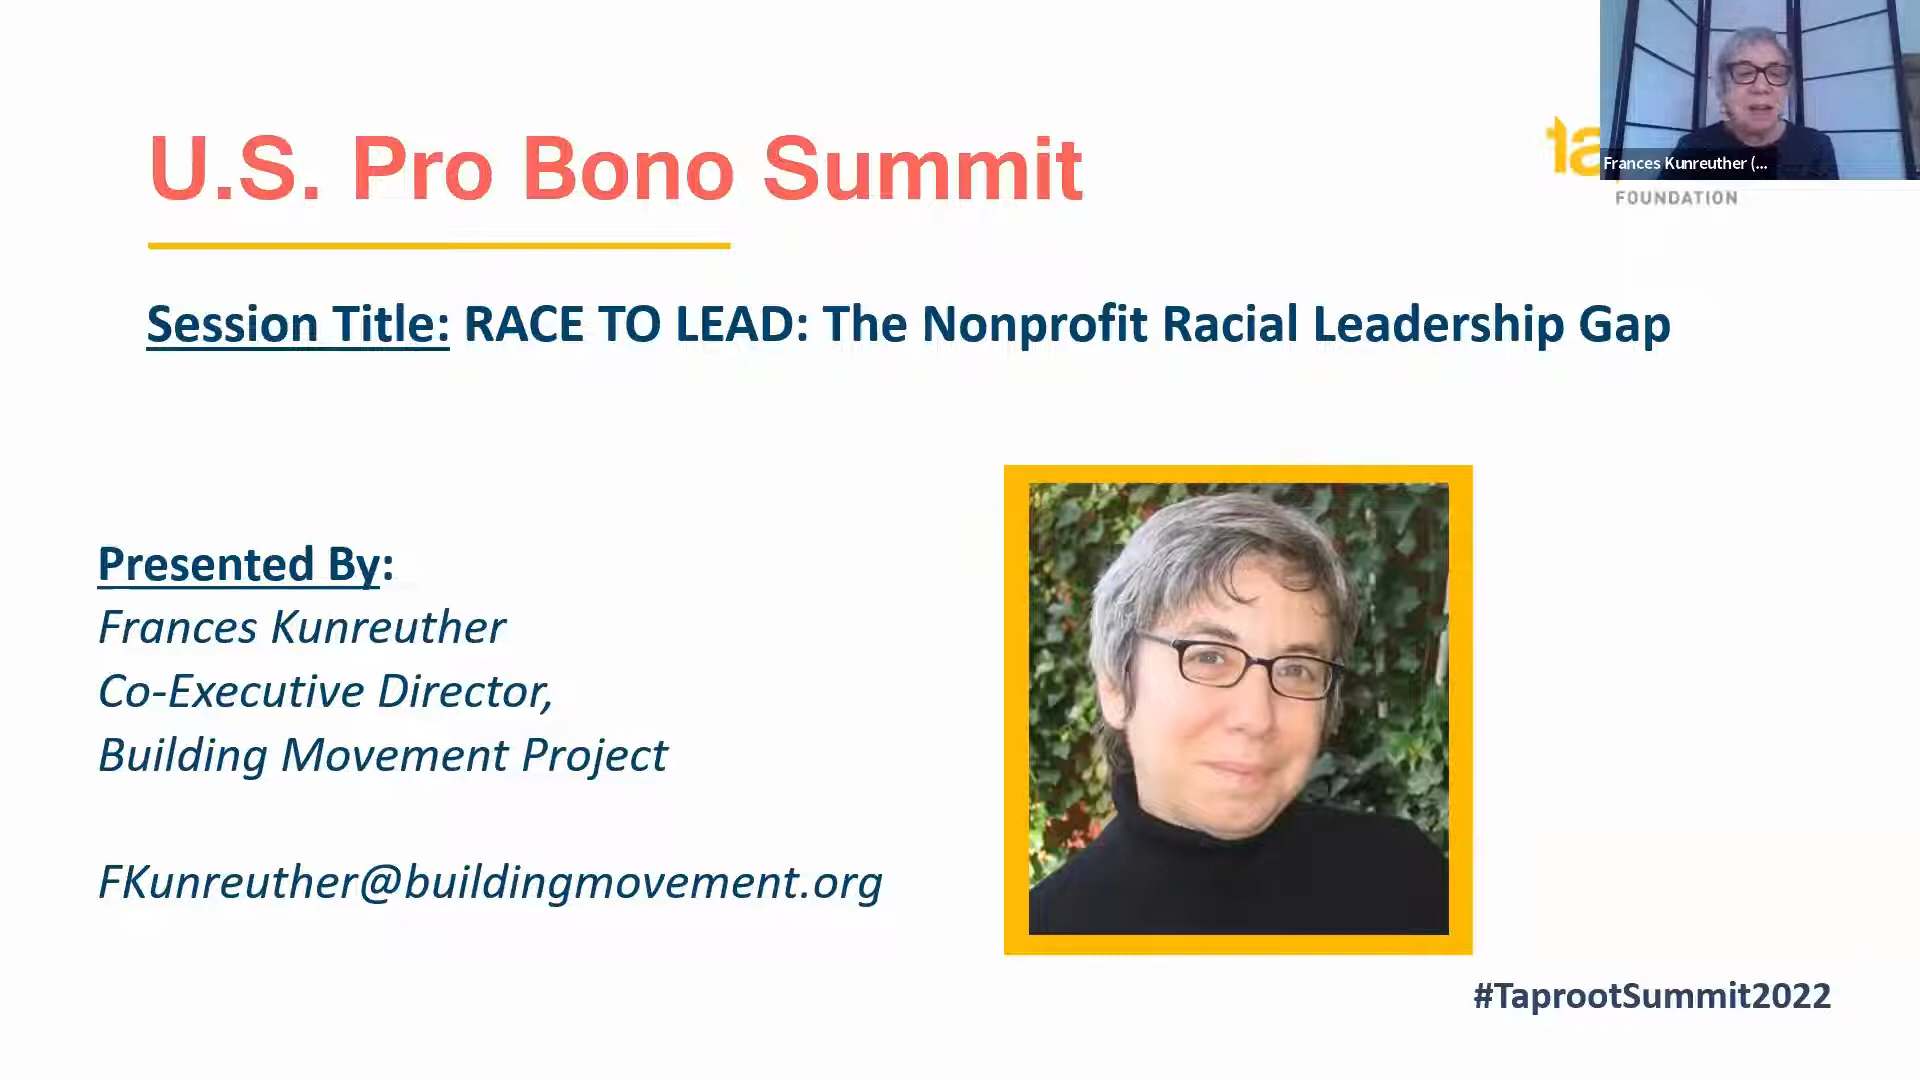 U.S. Pro Bono Summit
Frances Kunreuther (...
FOUNDATION
Session Title: RACE TO LEAD: The Nonprofit Racial Leadership Gap
Presented By:
Frances Kunreuther
Co-Executive Director,
Building Movement Project
FKunreuther@buildingmovement.org
#TaprootSummit2022